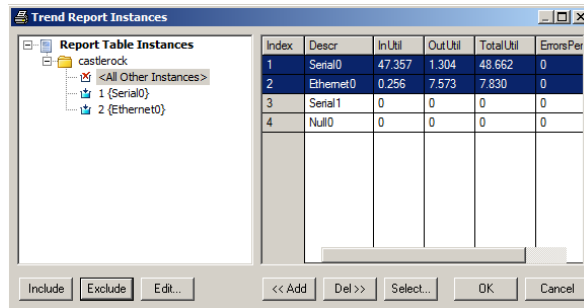 Trend Report Instances
Report Table Instances
castlerock
<All Other Instances>
1 {Serial0}
2 {Ethernet0}
Index Descr InUtil OutUtil TotalUtil ErrorsPer
1 Serial0 47.357 1.304 48.662 0
2 Ethernet0 0.256 7.573 7.830 0
3 Serial1 0 0 0 0
4 Null0 0 0 0 0
Include Exclude Edit... << Add Del >> Select... OK Cancel